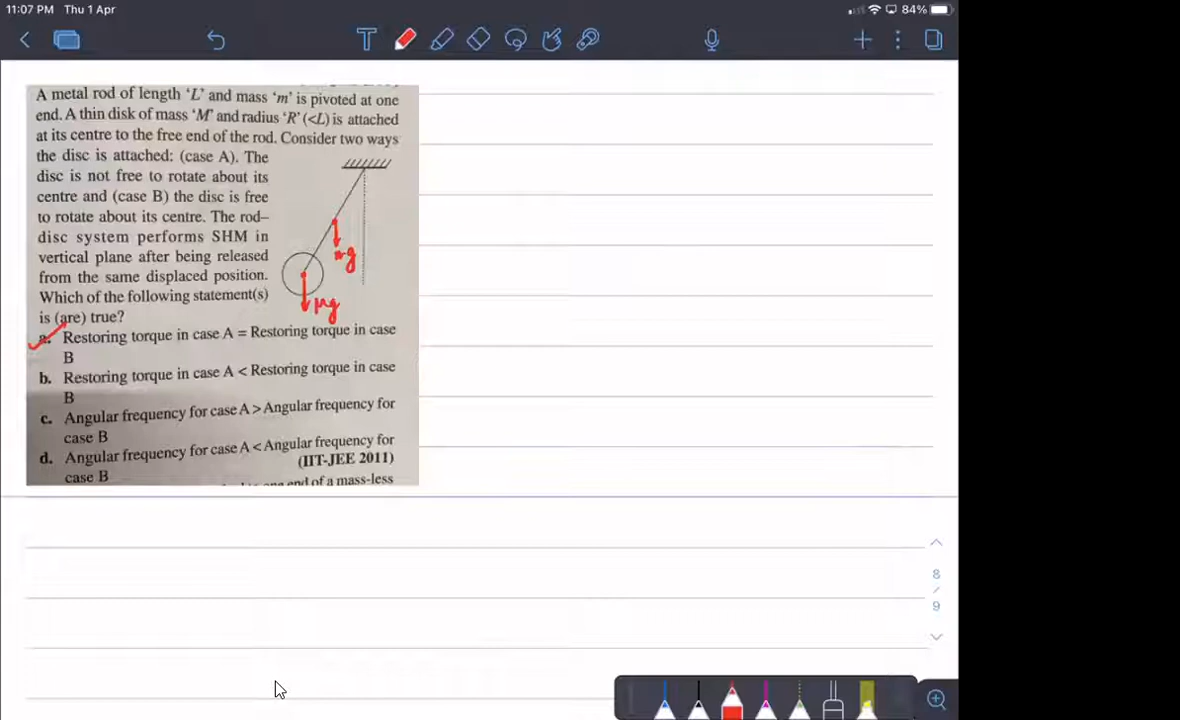 11:07 PM Thu 1 Apr
84%
A metal rod of length ‘L’ and mass ‘m’ is pivoted at one
end. A thin disk of mass ‘M’ and radius ‘R’ (<L) is attached
at its centre to the free end of the rod. Consider two ways
the disc is attached: (case A). The
disc is not free to rotate about its
centre and (case B) the disc is free
to rotate about its centre. The rod–
disc system performs SHM in
vertical plane after being released
from the same displaced position.
Which of the following statement(s)
is (are) true?
mg
Mg
a. Restoring torque in case A = Restoring torque in case
B
b. Restoring torque in case A < Restoring torque in case
B
c. Angular frequency for case A > Angular frequency for
case B
d. Angular frequency for case A < Angular frequency for
case B
(IIT-JEE 2011)
one end of a mass-less
8
/
9